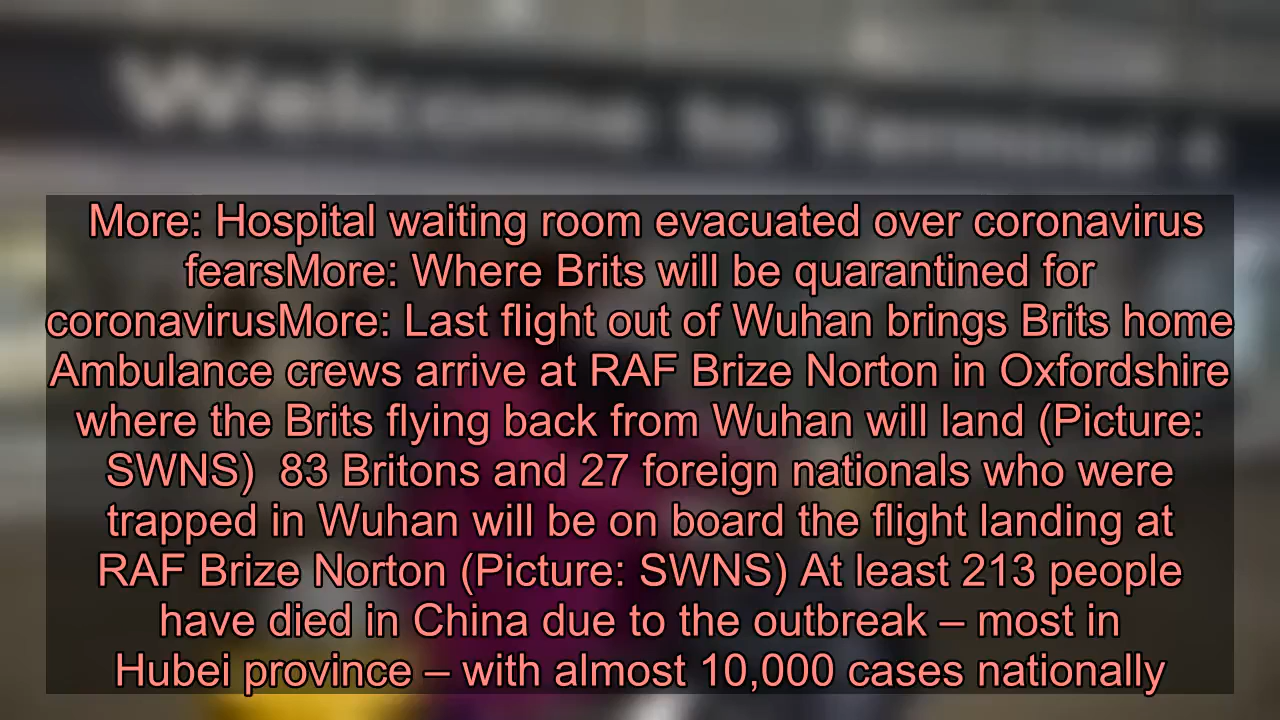 Welcome to Terminal 4
More: Hospital waiting room evacuated over coronavirus
fearsMore: Where Brits will be quarantined for
coronavirusMore: Last flight out of Wuhan brings Brits home
Ambulance crews arrive at RAF Brize Norton in Oxfordshire
where the Brits flying back from Wuhan will land (Picture:
SWNS)  83 Britons and 27 foreign nationals who were
trapped in Wuhan will be on board the flight landing at
RAF Brize Norton (Picture: SWNS) At least 213 people
have died in China due to the outbreak – most in
Hubei province – with almost 10,000 cases nationally